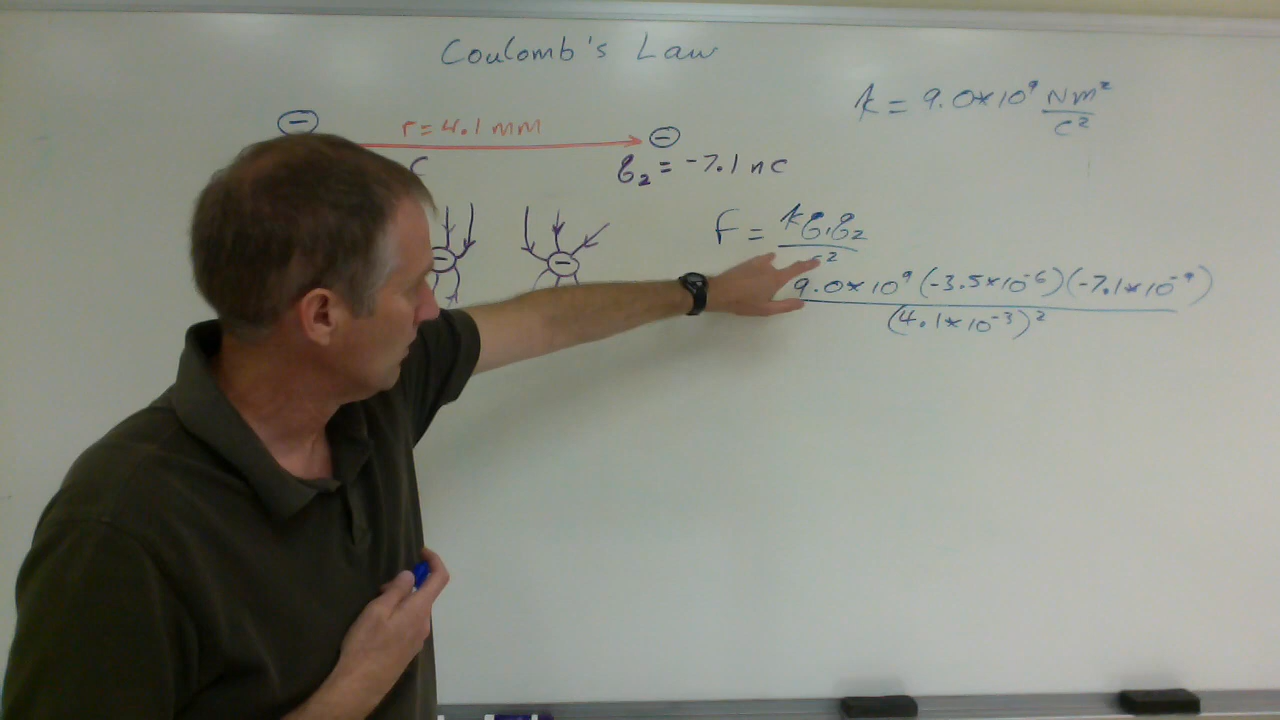 Coulomb's Law
k = 9.0*10⁹ Nm²/C²
r = 4.1 mm
C
q₂ = -7.1 nC
F = kq₁q₂/r²
9.0*10⁹ (-3.5*10⁻⁶)(-7.1*10⁻⁹)
(4.1*10⁻³)²